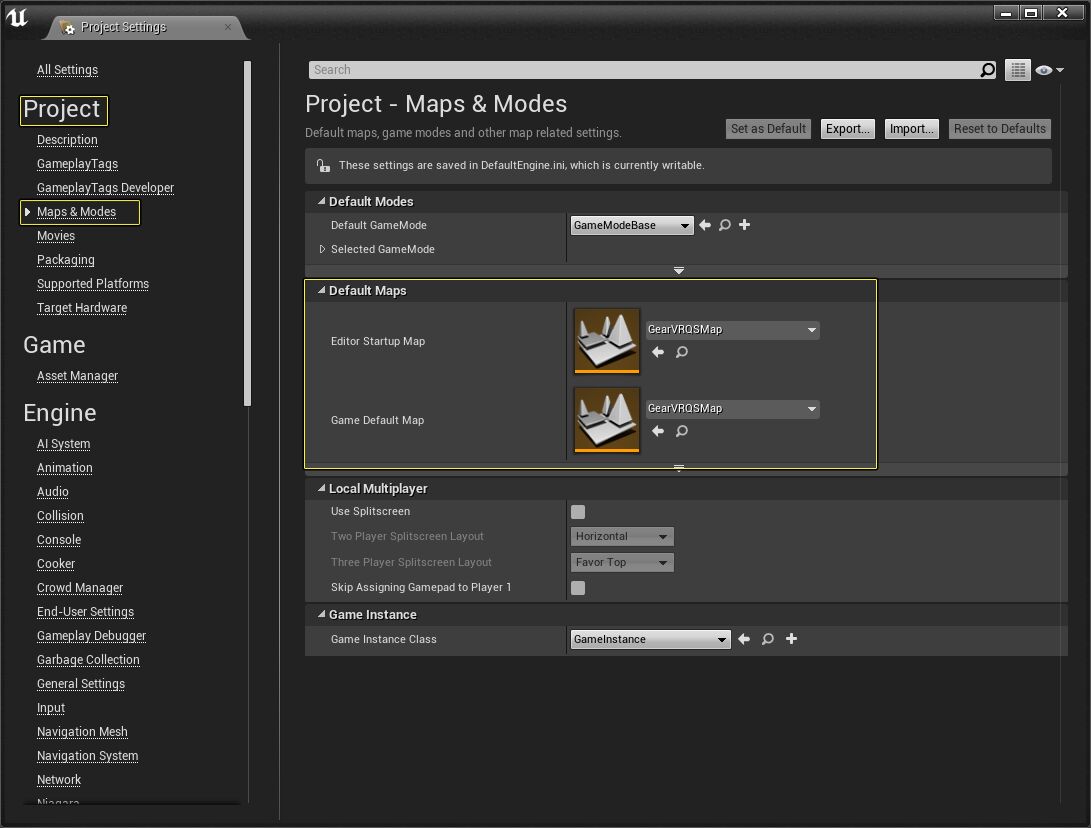 Project Settings
All Settings
Project
Description
GameplayTags
GameplayTags Developer
Maps & Modes
Movies
Packaging
Supported Platforms
Target Hardware
Game
Asset Manager
Engine
AI System
Animation
Audio
Collision
Console
Cooker
Crowd Manager
End-User Settings
Gameplay Debugger
Garbage Collection
General Settings
Input
Navigation Mesh
Navigation System
Network
Niagara
Search
Project - Maps & Modes
Default maps, game modes and other map related settings.
Set as Default Export... Import... Reset to Defaults
These settings are saved in DefaultEngine.ini, which is currently writable.
Default Modes
Default GameMode GameModeBase
Selected GameMode
Default Maps
Editor Startup Map GearVRQSMap
Game Default Map GearVRQSMap
Local Multiplayer
Use Splitscreen
Two Player Splitscreen Layout Horizontal
Three Player Splitscreen Layout Favor Top
Skip Assigning Gamepad to Player 1
Game Instance
Game Instance Class GameInstance